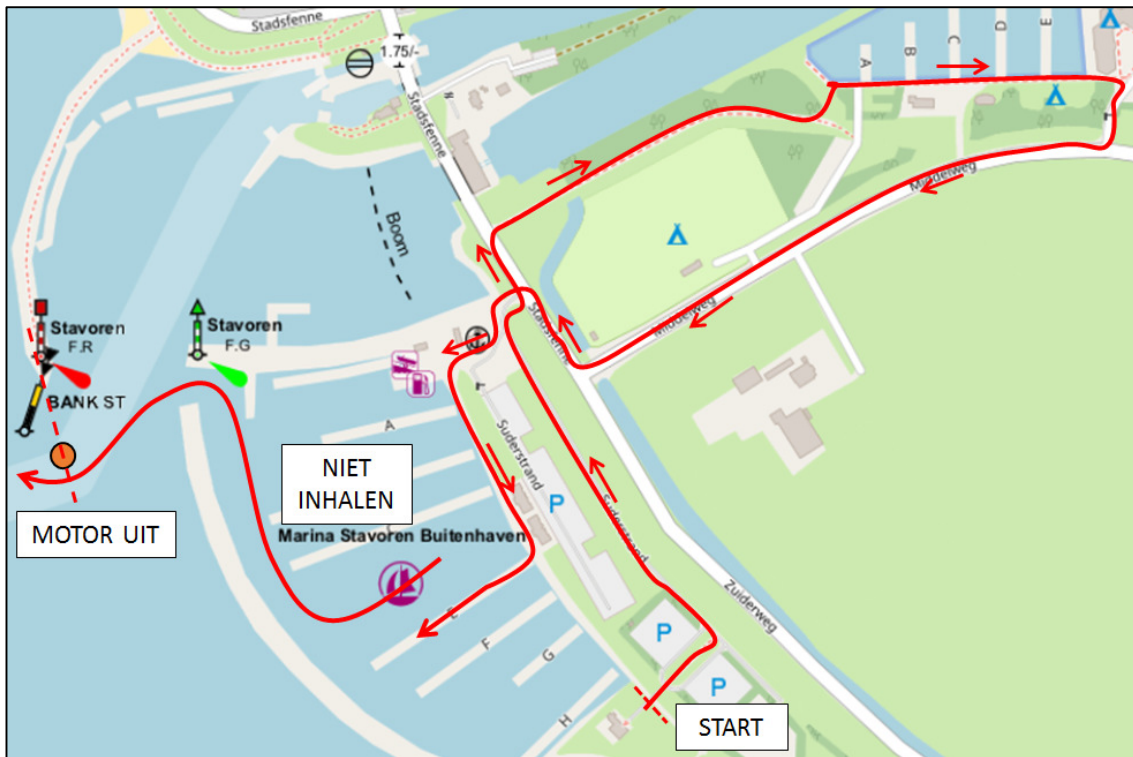 Stadsfenne
1.75/-
N
Stadsfenne
A
B
C
D
E
A
Boom
Middelweg
Middelweg
Stadsfenne
Stavoren
F.R
Stavoren
F.G
BANK ST
A
Suderstrand
P
NIET
INHALEN
MOTOR UIT
C
Marina Stavoren Buitenhaven
Suderstrand
Zuiderweg
E
F
G
H
P
P
START